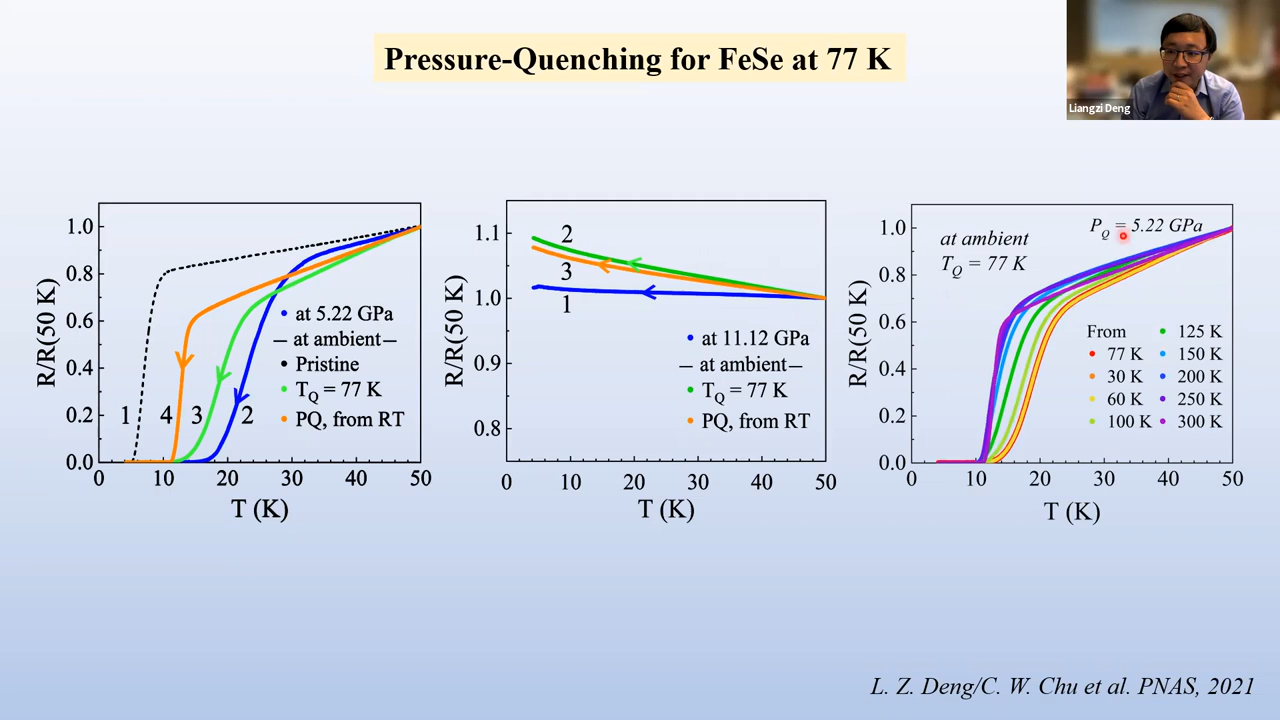 Pressure-Quenching for FeSe at 77 K
Liangzi Deng
R/R(50 K)
1.0
0.8
0.6
0.4
0.2
0.0
1
4
3
2
at 5.22 GPa
— at ambient—
Pristine
T_Q = 77 K
PQ, from RT
0
10
20
30
40
50
T (K)
R/R(50 K)
1.1
1.0
0.9
0.8
2
3
1
at 11.12 GPa
— at ambient—
T_Q = 77 K
PQ, from RT
0
10
20
30
40
50
T (K)
R/R(50 K)
1.0
0.8
0.6
0.4
0.2
0.0
at ambient
T_Q = 77 K
P_Q = 5.22 GPa
From
77 K
30 K
60 K
100 K
125 K
150 K
200 K
250 K
300 K
0
10
20
30
40
50
T (K)
L. Z. Deng/C. W. Chu et al. PNAS, 2021